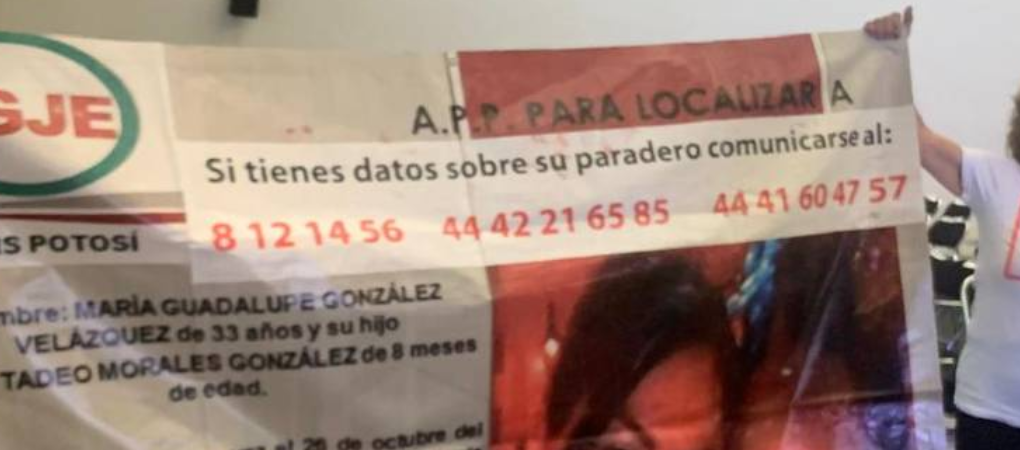 GJE
A.P.P. PARA LOCALIZAR A
Si tienes datos sobre su paradero comunicarse al:
8 12 14 56 44 42 21 65 85 44 41 60 47 57
IS POTOSÍ
mbre: MARÍA GUADALUPE GONZÁLEZ
VELÁZQUEZ de 33 años y su hijo
TADEO MORALES GONZÁLEZ de 8 meses
de edad.
el 26 de octubre del